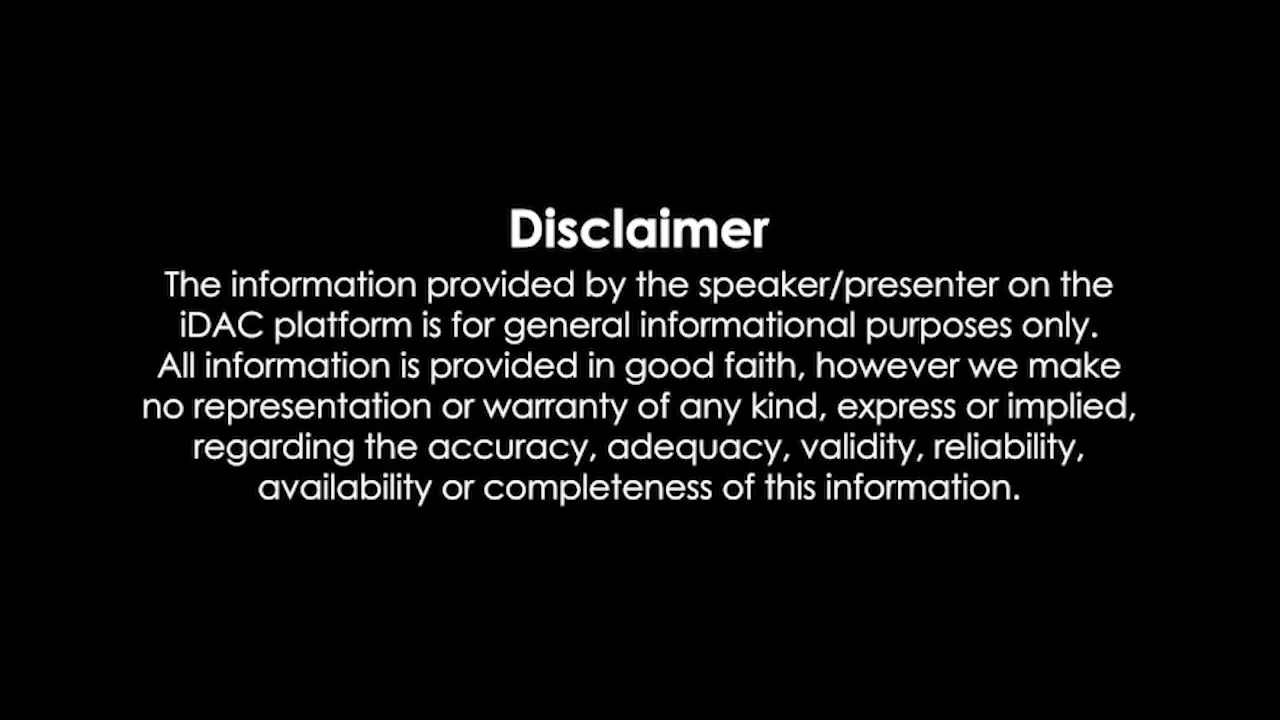 Disclaimer
The information provided by the speaker/presenter on the
iDAC platform is for general informational purposes only.
All information is provided in good faith, however we make
no representation or warranty of any kind, express or implied,
regarding the accuracy, adequacy, validity, reliability,
availability or completeness of this information.